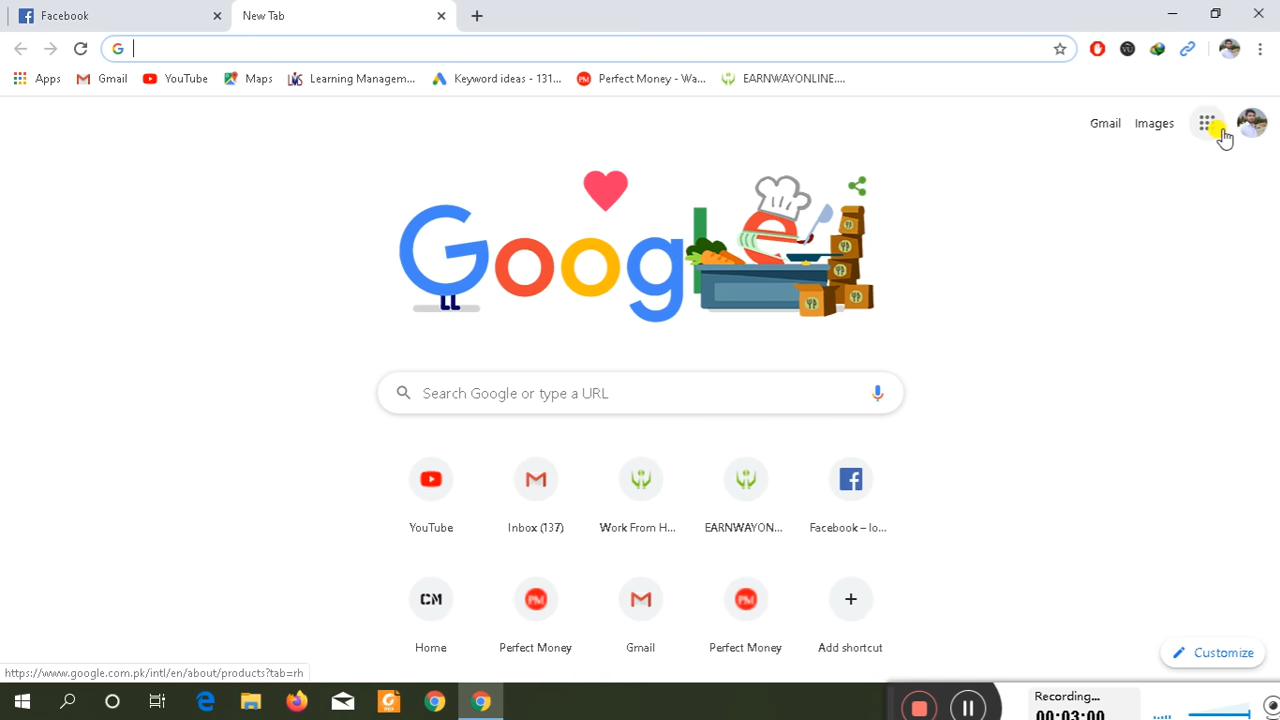 Facebook
New Tab
Apps Gmail YouTube Maps Learning Managem... Keyword ideas - 131... Perfect Money - Wa... EARNWAYONLINE....
Gmail Images
Google
Search Google or type a URL
YouTube Inbox (137) Work From H... EARNWAYON... Facebook – lo...
CM
Home Perfect Money Gmail Perfect Money Add shortcut
Customize
https://www.google.com.pk/intl/en/about/products?tab=rh
Recording...
00:03:00